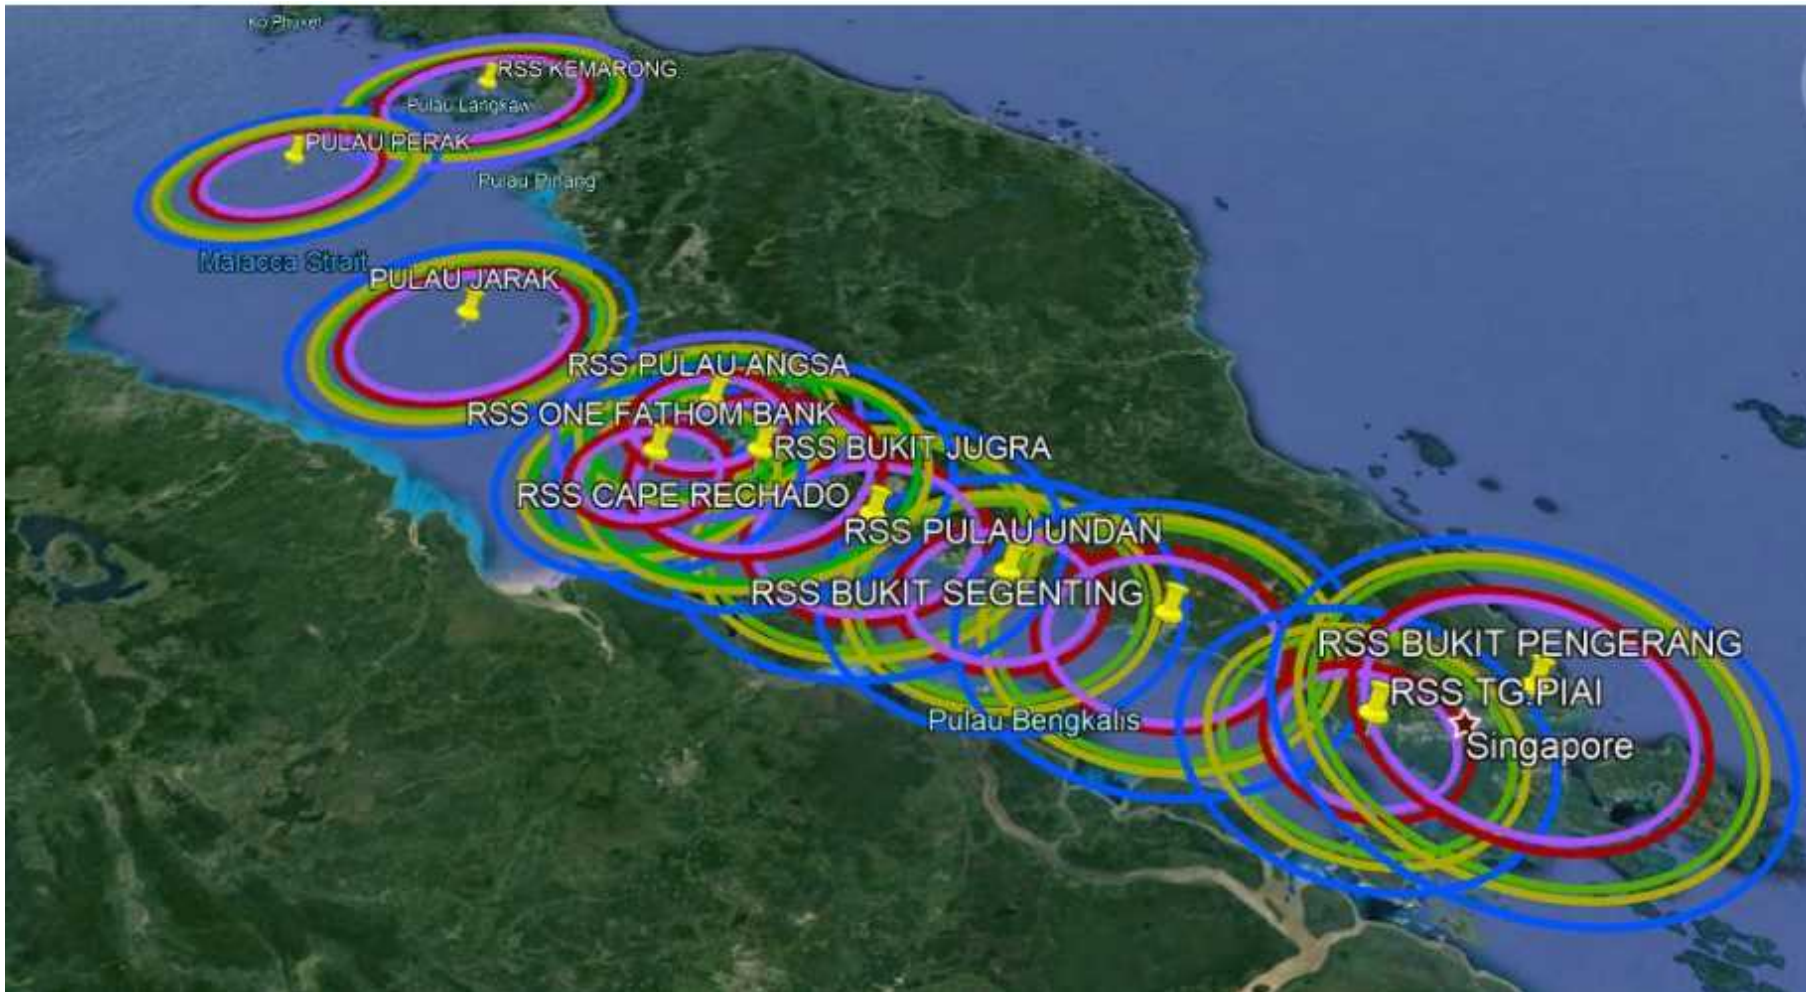 Ko Phuket
RSS KEMARONG
Pulau Langkaw
PULAU PERAK
Pulau Pinang
Malacca Strait
PULAU JARAK
RSS PULAU ANGSA
RSS ONE FATHOM BANK
RSS BUKIT JUGRA
RSS CAPE RECHADO
RSS PULAU UNDAN
RSS BUKIT SEGENTING
RSS BUKIT PENGERANG
RSS TG.PIAI
Pulau Bengkalis
Singapore